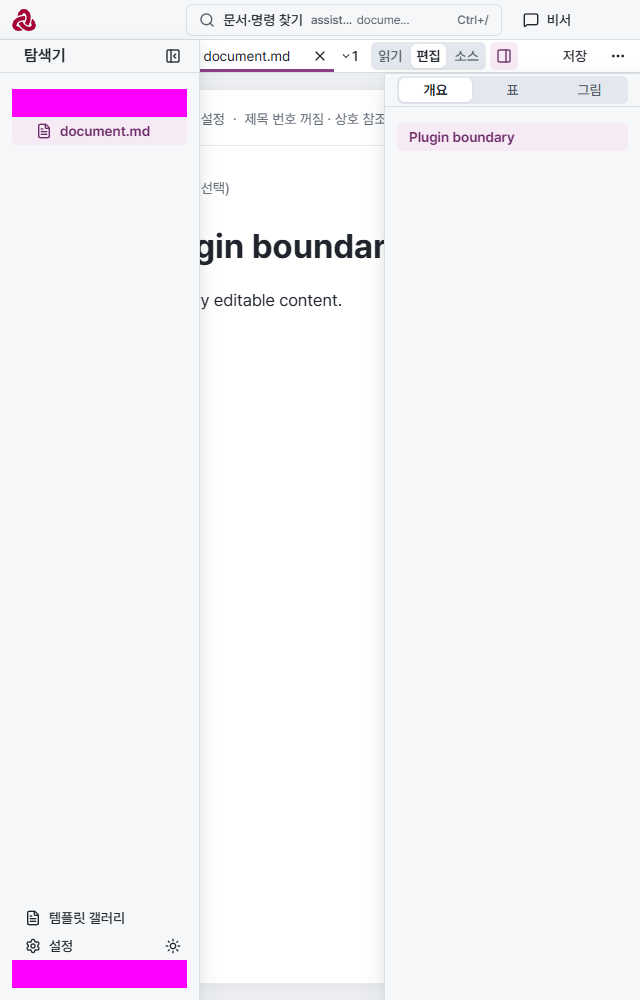 문서·명령 찾기 assist... docume... Ctrl+/
비서
탐색기
document.md
document.md
1
읽기 편집 소스
저장
개요 표 그림
설정 · 제목 번호 꺼짐 · 상호 참조
선택)
Plugin boundary
gin boundar
y editable content.
템플릿 갤러리
설정